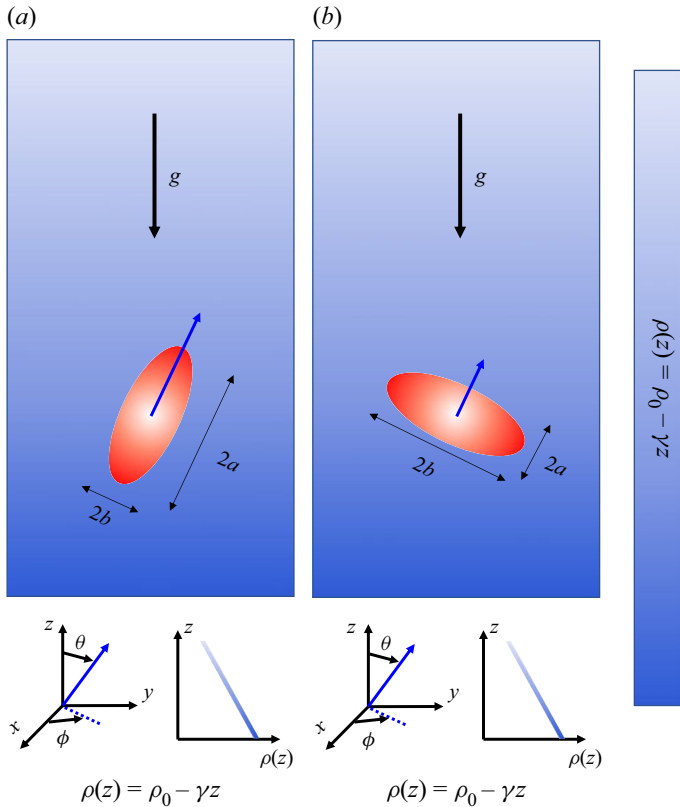 (a)
(b)
g
g
2a
2b
2b
2a
ρ(z) = ρ₀ – γz
z
θ
y
x
ϕ
z
ρ(z)
z
θ
y
x
ϕ
z
ρ(z)
ρ(z) = ρ₀ – γz
ρ(z) = ρ₀ – γz